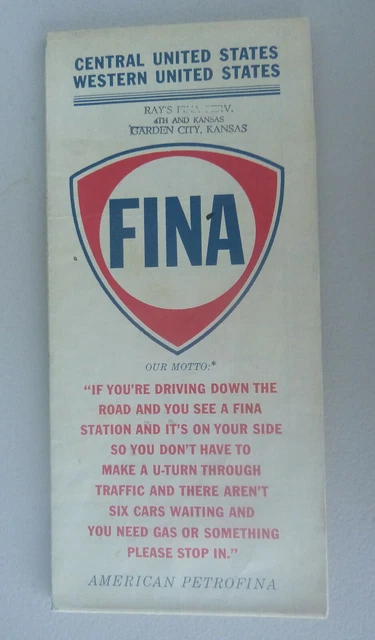 CENTRAL UNITED STATES
WESTERN UNITED STATES
RAY'S FINA SERV.
4TH AND KANSAS
GARDEN CITY, KANSAS
FINA
OUR MOTTO:*
“IF YOU'RE DRIVING DOWN THE
ROAD AND YOU SEE A FINA
STATION AND IT'S ON YOUR SIDE
SO YOU DON'T HAVE TO
MAKE A U-TURN THROUGH
TRAFFIC AND THERE AREN'T
SIX CARS WAITING AND
YOU NEED GAS OR SOMETHING
PLEASE STOP IN.”
AMERICAN PETROFINA